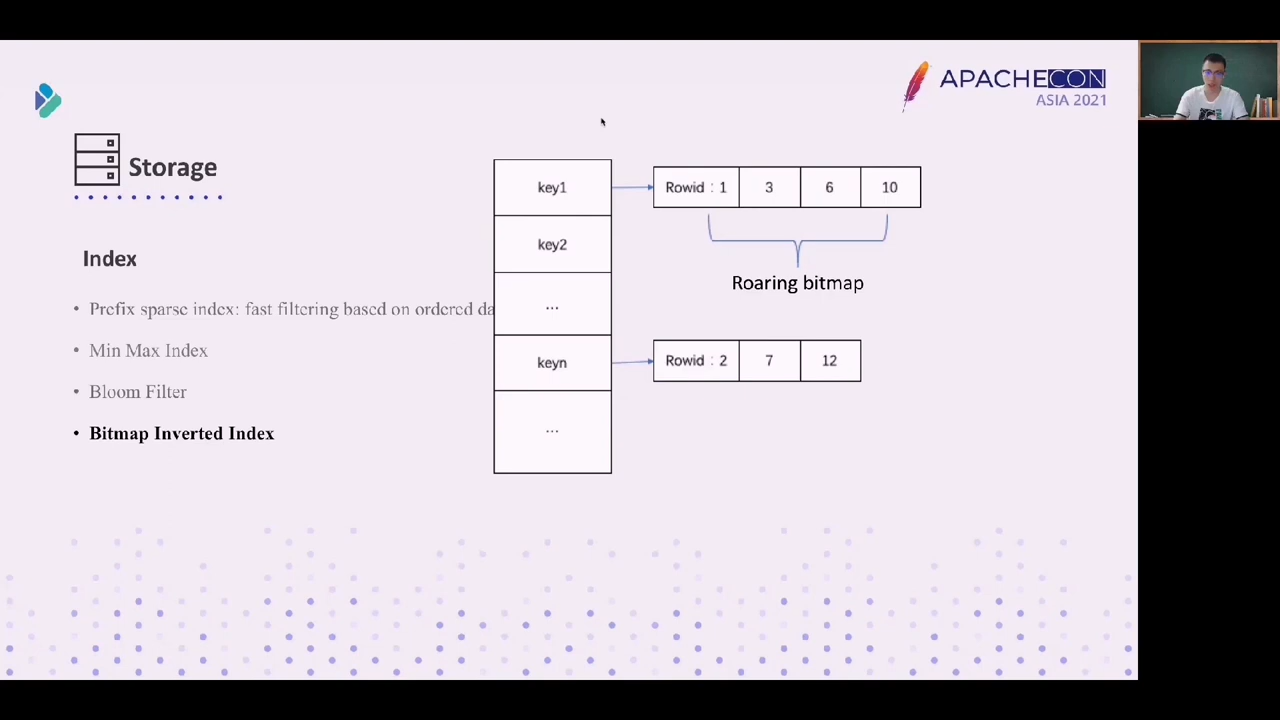 APACHECON
ASIA 2021
Storage
Index
• Prefix sparse index: fast filtering based on ordered da
• Min Max Index
• Bloom Filter
• Bitmap Inverted Index
key1
key2
...
keyn
...
Rowid : 1 3 6 10
Roaring bitmap
Rowid : 2 7 12